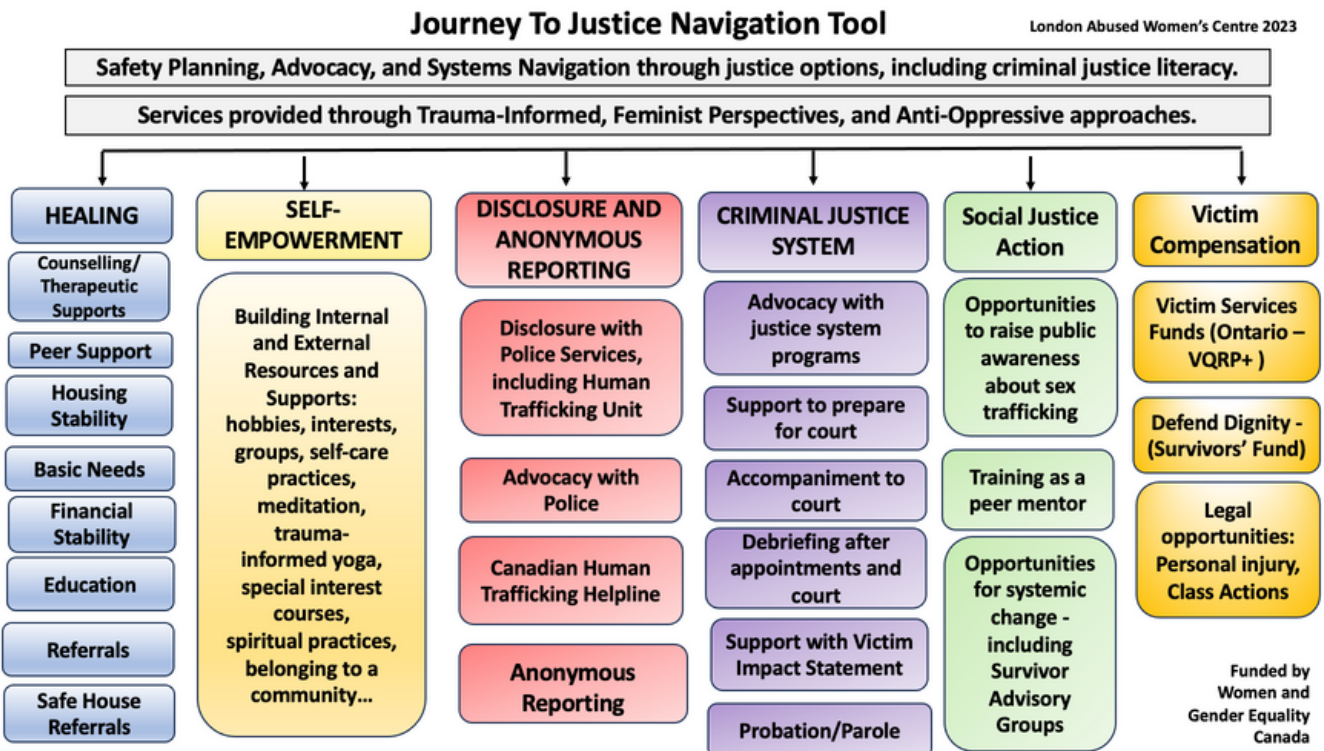 Journey To Justice Navigation Tool
London Abused Women's Centre 2023
Safety Planning, Advocacy, and Systems Navigation through justice options, including criminal justice literacy.
Services provided through Trauma-Informed, Feminist Perspectives, and Anti-Oppressive approaches.
HEALING
Counselling/
Therapeutic
Supports
Peer Support
Housing
Stability
Basic Needs
Financial
Stability
Education
Referrals
Safe House
Referrals
SELF-
EMPOWERMENT
Building Internal
and External
Resources and
Supports:
hobbies, interests,
groups, self-care
practices,
meditation,
trauma-
informed yoga,
special interest
courses,
spiritual practices,
belonging to a
community...
DISCLOSURE AND
ANONYMOUS
REPORTING
Disclosure with
Police Services,
including Human
Trafficking Unit
Advocacy with
Police
Canadian Human
Trafficking Helpline
Anonymous
Reporting
CRIMINAL JUSTICE
SYSTEM
Advocacy with
justice system
programs
Support to prepare
for court
Accompaniment to
court
Debriefing after
appointments and
court
Support with Victim
Impact Statement
Probation/Parole
Social Justice
Action
Opportunities
to raise public
awareness
about sex
trafficking
Training as a
peer mentor
Opportunities
for systemic
change -
including
Survivor
Advisory
Groups
Victim
Compensation
Victim Services
Funds (Ontario –
VQRP+ )
Defend Dignity -
(Survivors' Fund)
Legal
opportunities:
Personal injury,
Class Actions
Funded by
Women and
Gender Equality
Canada